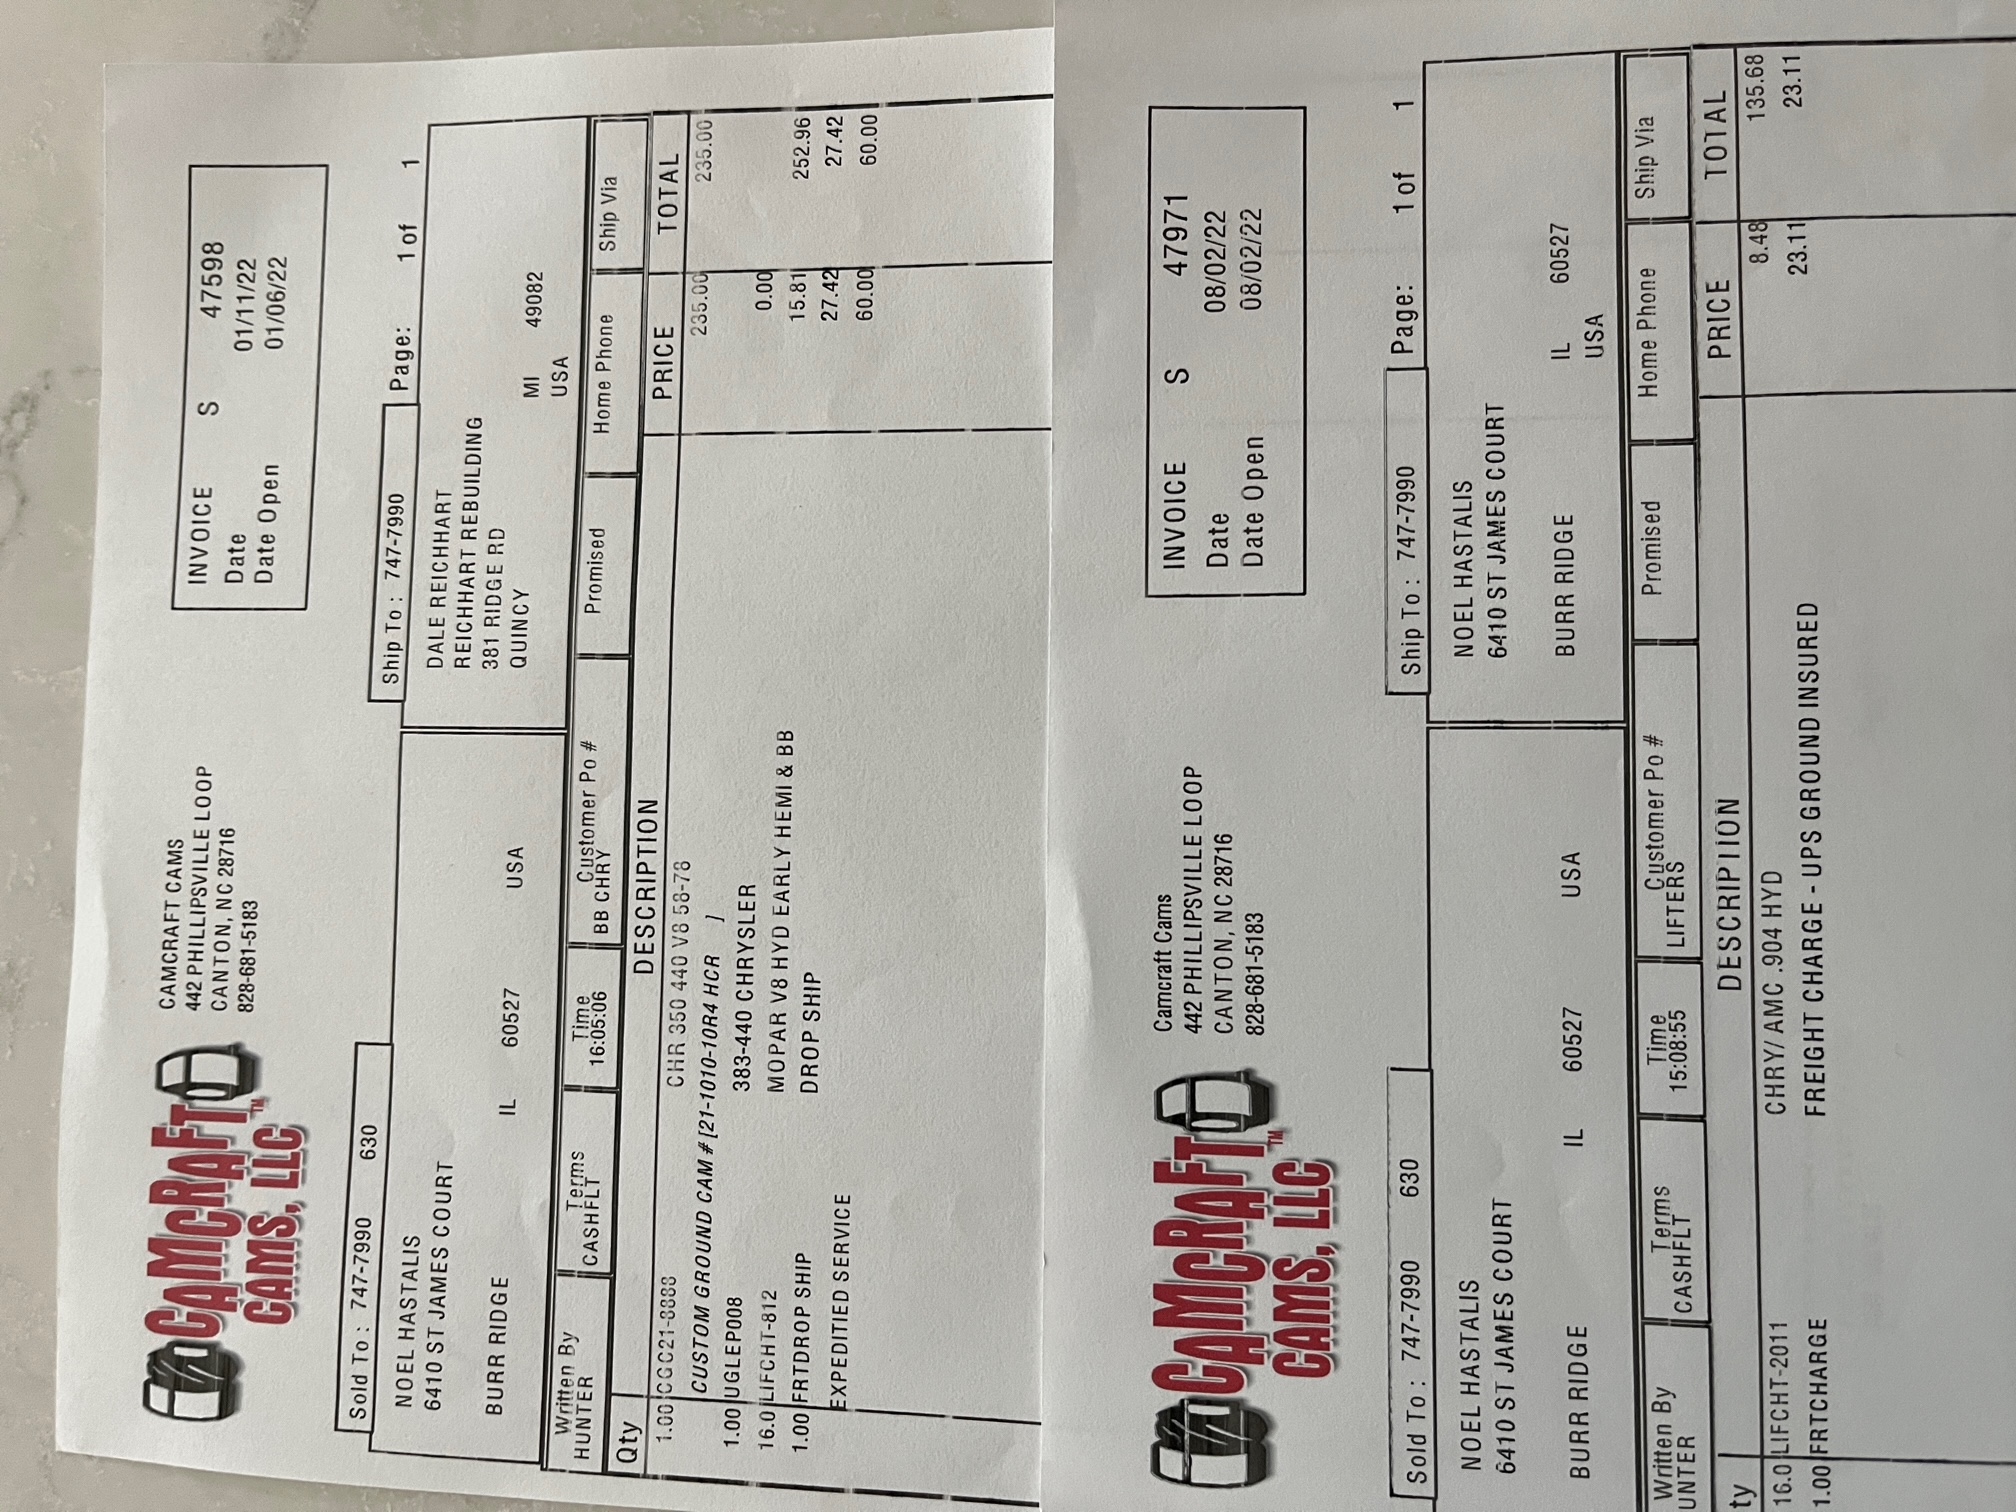 CAMCRAFT
CAMS, LLC
TM
CAMCRAFT CAMS
442 PHILLIPSVILLE LOOP
CANTON, NC 28716
828-681-5183
INVOICE S 47598
Date 01/11/22
Date Open 01/06/22
Sold To : 747-7990 630
Ship To : 747-7990
Page: 1 of 1
NOEL HASTALIS
6410 ST JAMES COURT
BURR RIDGE IL 60527
USA
DALE REICHHART
REICHHART REBUILDING
381 RIDGE RD
QUINCY MI 49082
USA
Written By Terms Time Customer Po # Promised Home Phone Ship Via
HUNTER CASHFLT 16:05:06 BB CHRY
Qty DESCRIPTION PRICE TOTAL
1.00 CGC21-8888 CHR 350 440 V8 58-78 235.00 235.00
CUSTOM GROUND CAM # [21-1010-10R4 HCR ]
1.00 UGLEP008 383-440 CHRYSLER 0.00
16.0 LIFCHT-812 MOPAR V8 HYD EARLY HEMI & BB 15.81 252.96
1.00 FRTDROP SHIP DROP SHIP 27.42 27.42
EXPEDITIED SERVICE 60.00 60.00
CAMCRAFT
CAMS, LLC
TM
Camcraft Cams
442 PHILLIPSVILLE LOOP
CANTON, NC 28716
828-681-5183
INVOICE S 47971
Date 08/02/22
Date Open 08/02/22
Sold To : 747-7990 630
Ship To : 747-7990
Page: 1 of 1
NOEL HASTALIS
6410 ST JAMES COURT
BURR RIDGE IL 60527
USA
NOEL HASTALIS
6410 ST JAMES COURT
BURR RIDGE IL 60527
USA
Written By Terms Time Customer Po # Promised Home Phone Ship Via
UNTER CASHFLT 15:08:55 LIFTERS
ty DESCRIPTION PRICE TOTAL
16.0 LIFCHT-2011 CHRY/ AMC .904 HYD 8.48 135.68
1.00 FRTCHARGE FREIGHT CHARGE - UPS GROUND INSURED 23.11 23.11